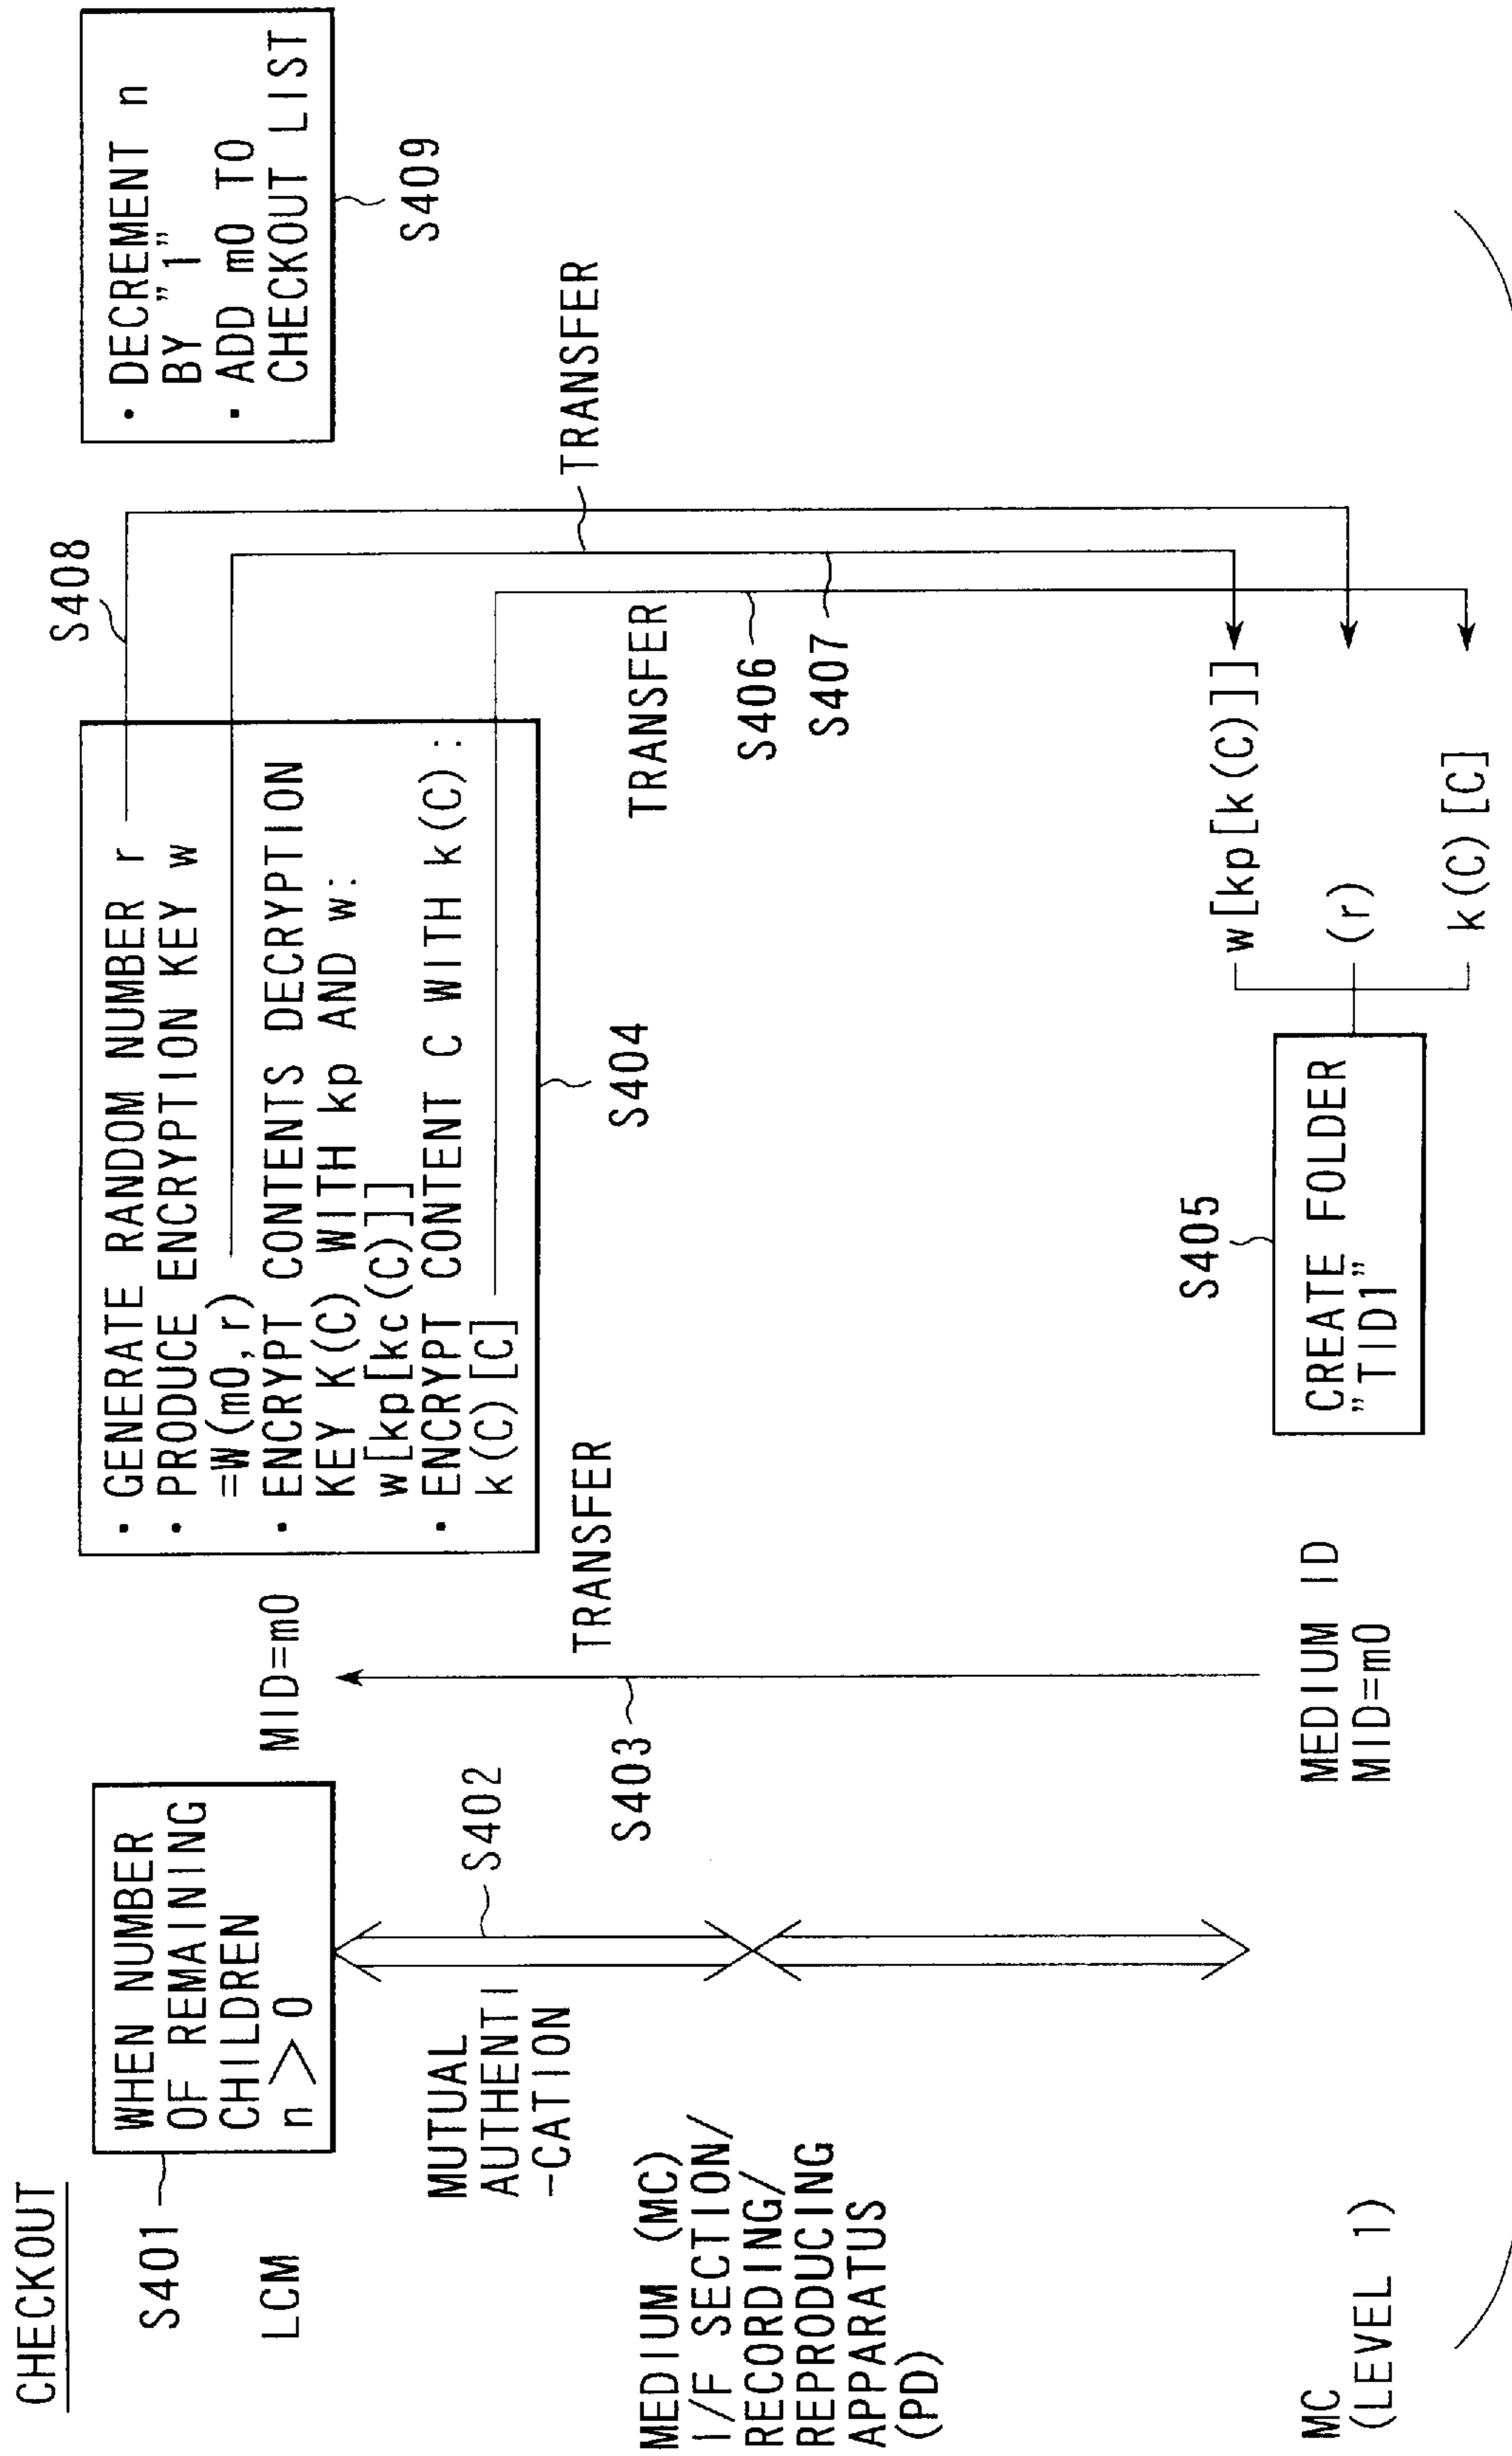 CHECKOUT
S401
WHEN NUMBER
OF REMAINING
CHILDREN
n>0
LCM
MID=m0
• GENERATE RANDOM NUMBER r
• PRODUCE ENCRYPTION KEY w
=W(m0,r)
• ENCRYPT CONTENTS DECRYPTION
KEY K(C) WITH kp AND w:
w[kp[kc(C)]]
• ENCRYPT CONTENT C WITH k(C):
k(C)[C]
S404
S408
• DECREMENT n
BY "1"
• ADD m0 TO
CHECKOUT LIST
S409
MUTUAL
AUTHENTI
-CATION
S402
TRANSFER
S403
TRANSFER
TRANSFER
S406
S407
MEDIUM (MC)
I/F SECTION/
RECORDING/
REPRODUCING
APPARATUS
(PD)
MC
(LEVEL 1)
MEDIUM ID
MID=m0
S405
CREATE FOLDER
"TID1"
w[kp[k(C)]]
(r)
k(C)[C]